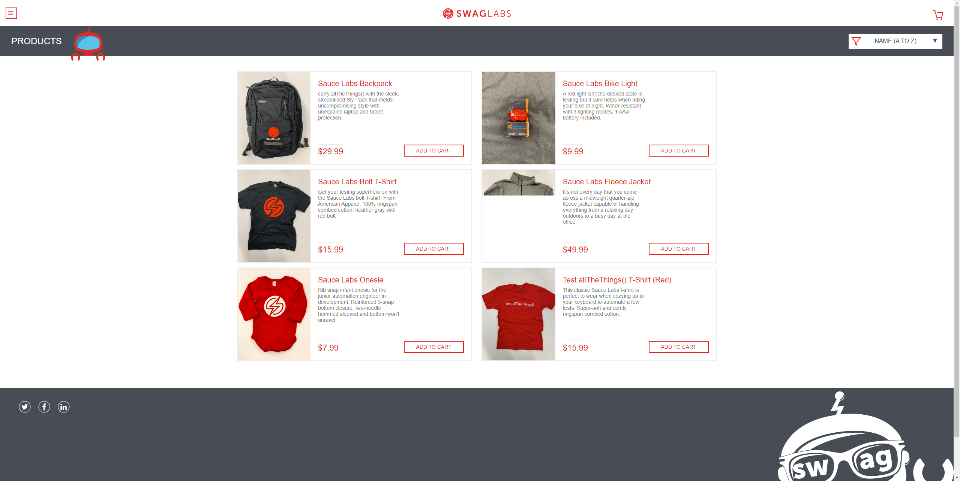 SWAGLABS
PRODUCTS
NAME (A TO Z)
Sauce Labs Backpack
carry.allTheThings() with the sleek,
streamlined Sly Pack that melds
uncompromising style with
unequaled laptop and tablet
protection.
$29.99
ADD TO CART
Sauce Labs Bike Light
A red light isn't the desired state in
testing but it sure helps when riding
your bike at night. Water-resistant
with 3 lighting modes, 1 AAA
battery included.
$9.99
ADD TO CART
Sauce Labs Bolt T-Shirt
Get your testing superhero on with
the Sauce Labs bolt T-shirt. From
American Apparel, 100% ringspun
combed cotton, heather gray with
red bolt.
$15.99
ADD TO CART
Sauce Labs Fleece Jacket
It's not every day that you come
across a midweight quarter-zip
fleece jacket capable of handling
everything from a relaxing day
outdoors to a busy day at the
office.
$49.99
ADD TO CART
Sauce Labs Onesie
Rib snap infant onesie for the
junior automation engineer in
development. Reinforced 3-snap
bottom closure, two-needle
hemmed sleeved and bottom won't
unravel.
$7.99
ADD TO CART
Test.allTheThings() T-Shirt (Red)
This classic Sauce Labs t-shirt is
perfect to wear when cozying up to
your keyboard to automate a few
tests. Super-soft and comfy
ringspun combed cotton.
$15.99
ADD TO CART
swag